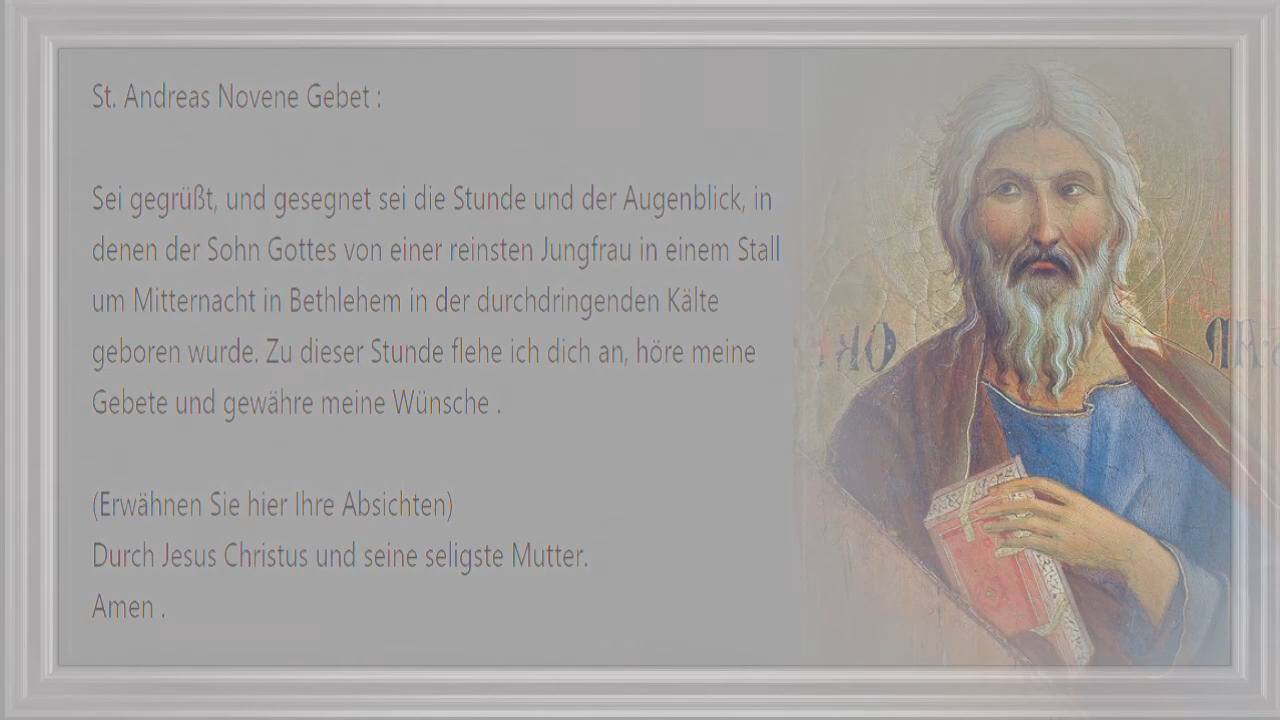 St. Andreas Novene Gebet :
Sei gegrüßt, und gesegnet sei die Stunde und der Augenblick, in
denen der Sohn Gottes von einer reinsten Jungfrau in einem Stall
um Mitternacht in Bethlehem in der durchdringenden Kälte
geboren wurde. Zu dieser Stunde flehe ich dich an, höre meine
Gebete und gewähre meine Wünsche .
(Erwähnen Sie hier Ihre Absichten)
Durch Jesus Christus und seine seligste Mutter.
Amen .